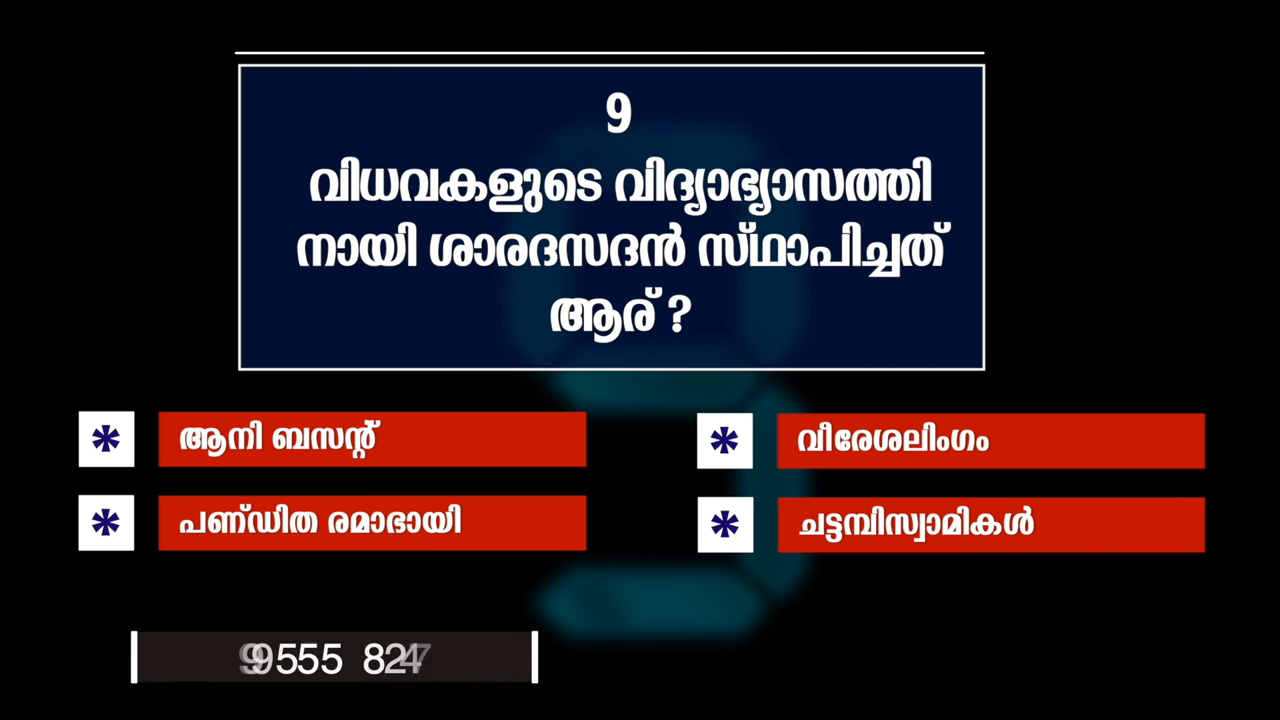 9
വിധവകളുടെ വിദ്യാഭ്യാസത്തി
നായി ശാരദസദൻ സ്ഥാപിച്ചത്
ആര് ?
ആനി ബസന്റ്
വീരേശലിംഗം
പണ്ഡിത രമാഭായി
ചട്ടമ്പിസ്വാമികൾ